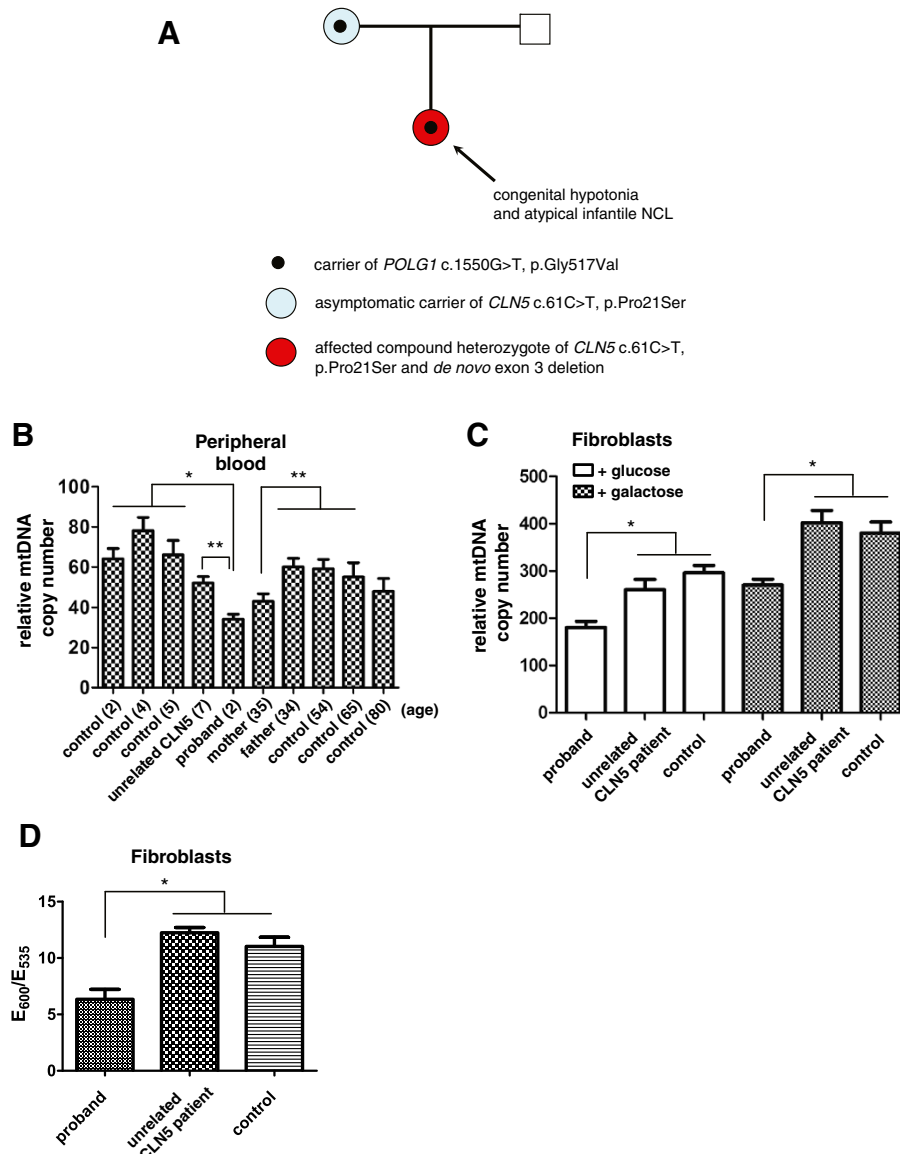 A
congenital hypotonia
and atypical infantile NCL
carrier of POLG1 c.1550G>T, p.Gly517Val
asymptomatic carrier of CLN5 c.61C>T, p.Pro21Ser
affected compound heterozygote of CLN5 c.61C>T,
p.Pro21Ser and de novo exon 3 deletion
B
Peripheral
blood
relative mtDNA
copy number
100
80
60
40
20
0
*
**
**
control (2)
control (4)
control (5)
unrelated CLN5 (7)
proband (2)
mother (35)
father (34)
control (54)
control (65)
control (80)
(age)
C
Fibroblasts
+ glucose
+ galactose
relative mtDNA
copy number
500
400
300
200
100
0
*
*
proband
unrelated
CLN5 patient
control
proband
unrelated
CLN5 patient
control
D
Fibroblasts
E600/E535
15
10
5
0
*
proband
unrelated
CLN5 patient
control